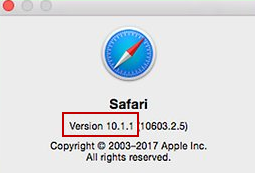 Safari
Version 10.1.1 (10603.2.5)
Copyright © 2003–2017 Apple Inc.
All rights reserved.